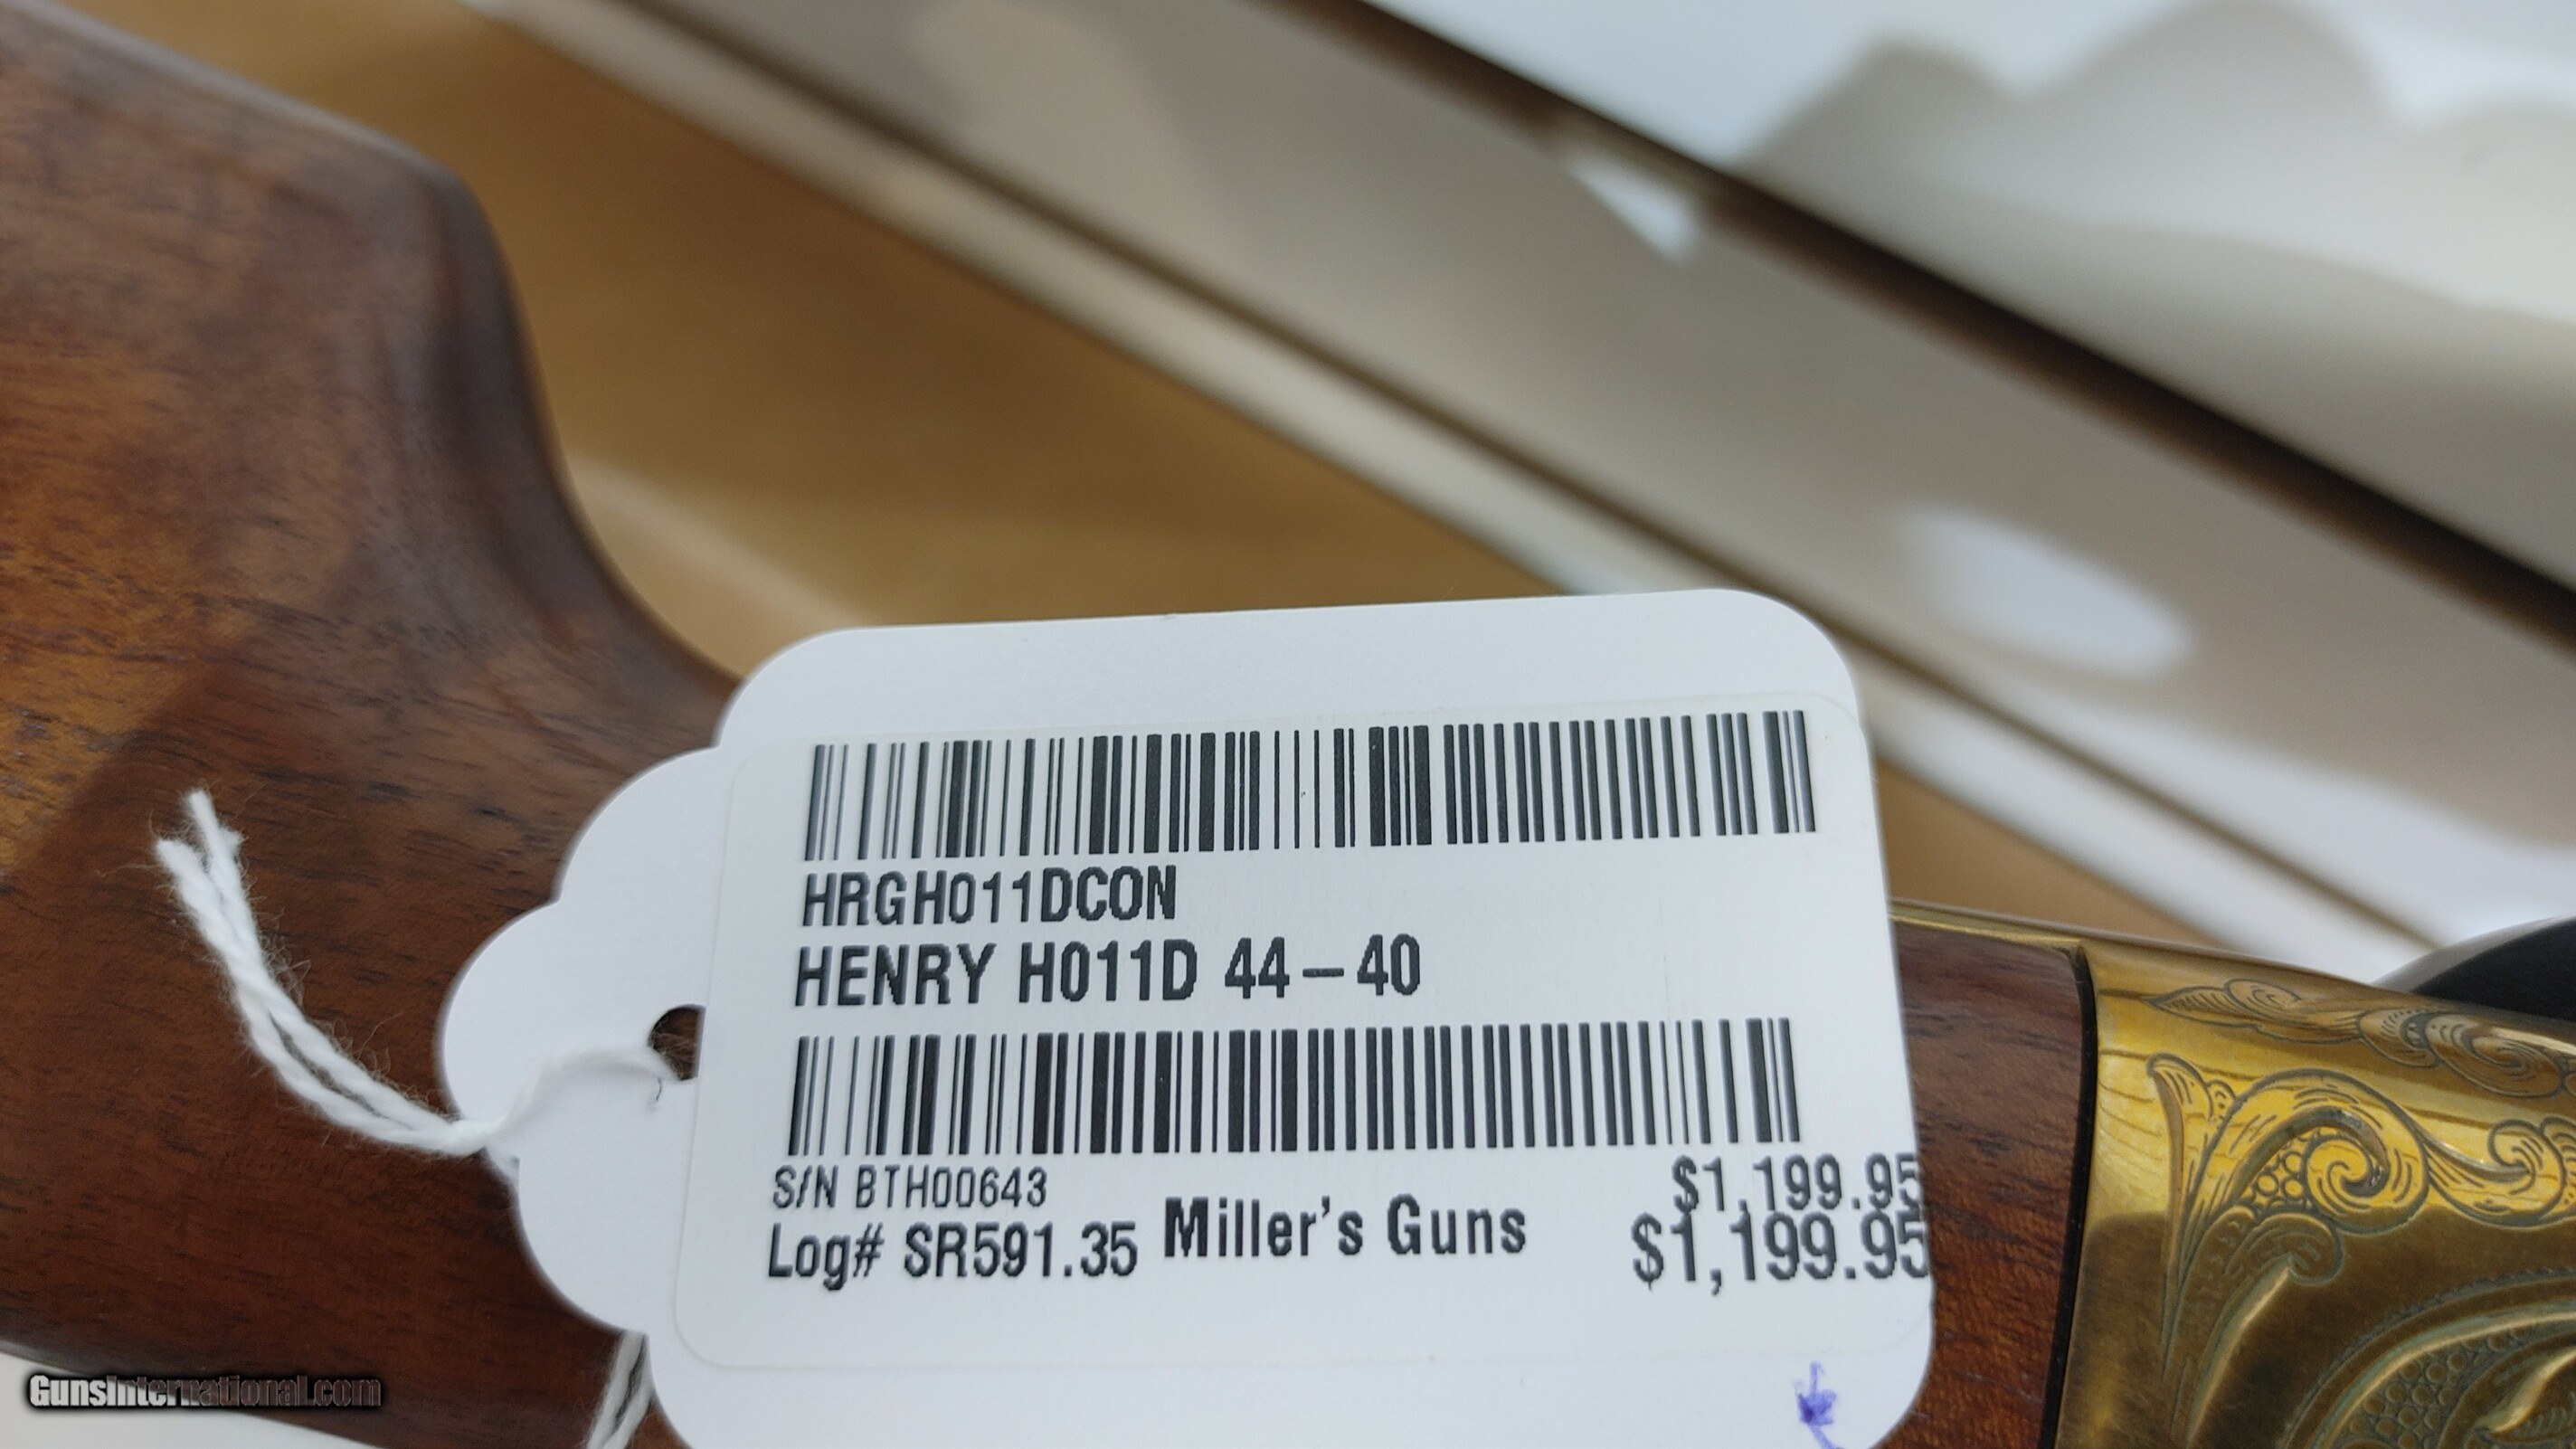 HRGH011DCON
HENRY H011D 44-40
S/N BTH00643
$1,199.95
Log# SR591.35 Miller's Guns $1,199.95
GunsInternational.com